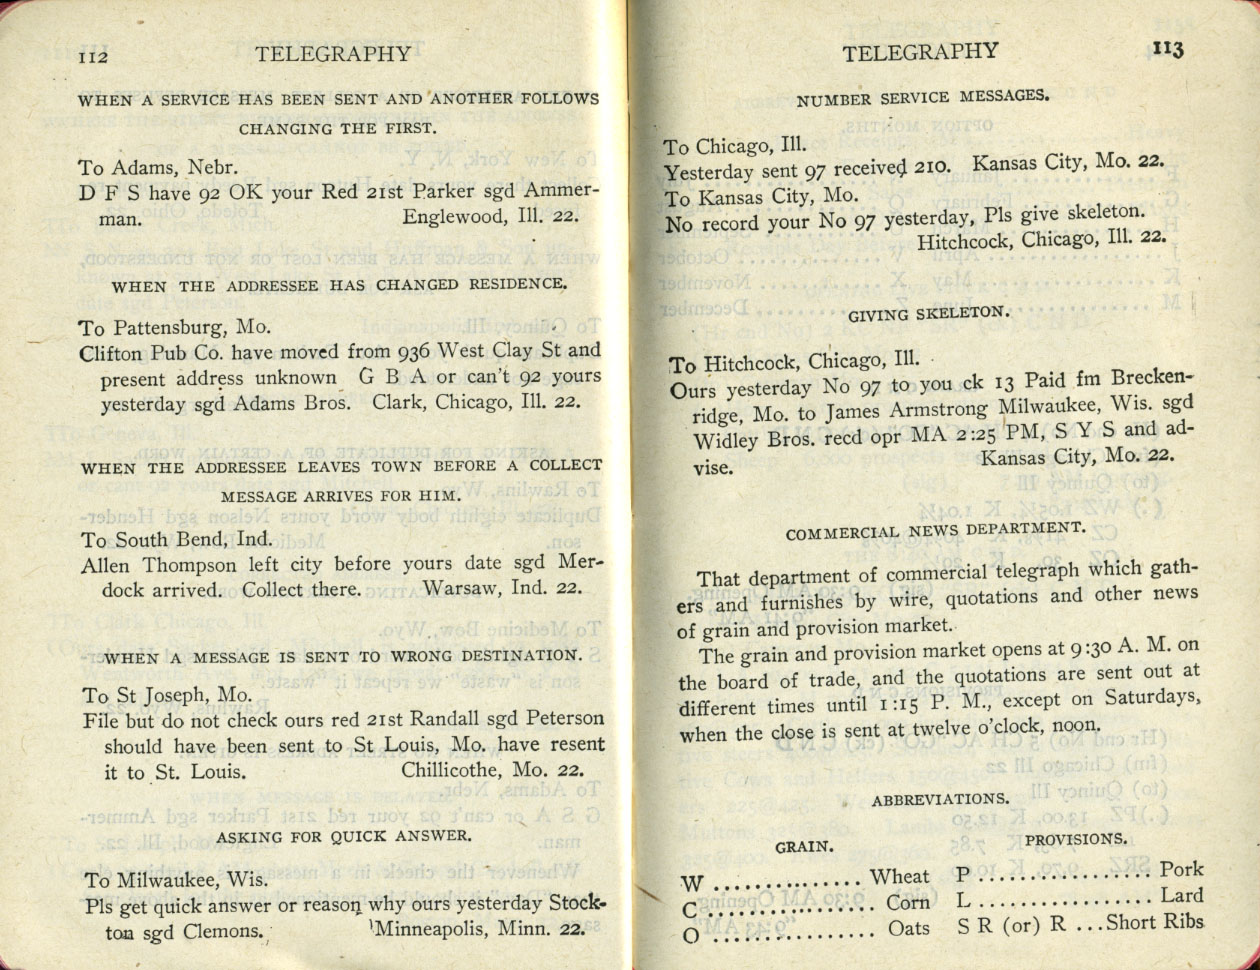 112 TELEGRAPHY
WHEN A SERVICE HAS BEEN SENT AND ANOTHER FOLLOWS
CHANGING THE FIRST.
To Adams, Nebr.
D F S have 92 OK your Red 21st Parker sgd Ammer-
man. Englewood, Ill. 22.
WHEN THE ADDRESSEE HAS CHANGED RESIDENCE.
To Pattensburg, Mo.
Clifton Pub Co. have moved from 936 West Clay St and
present address unknown G B A or can't 92 yours
yesterday sgd Adams Bros. Clark, Chicago, Ill. 22.
WHEN THE ADDRESSEE LEAVES TOWN BEFORE A COLLECT
MESSAGE ARRIVES FOR HIM.
To South Bend, Ind.
Allen Thompson left city before yours date sgd Mer-
dock arrived. Collect there. Warsaw, Ind. 22.
WHEN A MESSAGE IS SENT TO WRONG DESTINATION.
To St Joseph, Mo.
File but do not check ours red 21st Randall sgd Peterson
should have been sent to St Louis, Mo. have resent
it to St. Louis. Chillicothe, Mo. 22.
ASKING FOR QUICK ANSWER.
To Milwaukee, Wis.
Pls get quick answer or reason why ours yesterday Stock-
ton sgd Clemons. Minneapolis, Minn. 22.
TELEGRAPHY 113
NUMBER SERVICE MESSAGES.
To Chicago, Ill.
Yesterday sent 97 received 210. Kansas City, Mo. 22.
To Kansas City, Mo.
No record your No 97 yesterday, Pls give skeleton.
Hitchcock, Chicago, Ill. 22.
GIVING SKELETON.
To Hitchcock, Chicago, Ill.
Ours yesterday No 97 to you ck 13 Paid fm Brecken-
ridge, Mo. to James Armstrong Milwaukee, Wis. sgd
Widley Bros. recd opr MA 2:25 PM, S Y S and ad-
vise. Kansas City, Mo. 22.
COMMERCIAL NEWS DEPARTMENT.
That department of commercial telegraph which gath-
ers and furnishes by wire, quotations and other news
of grain and provision market.
The grain and provision market opens at 9:30 A. M. on
the board of trade, and the quotations are sent out at
different times until 1:15 P. M., except on Saturdays,
when the close is sent at twelve o'clock, noon.
ABBREVIATIONS.
GRAIN. PROVISIONS.
W .............. Wheat P ................. Pork
C ............... Corn L ................. Lard
O ............... Oats S R (or) R ...Short Ribs